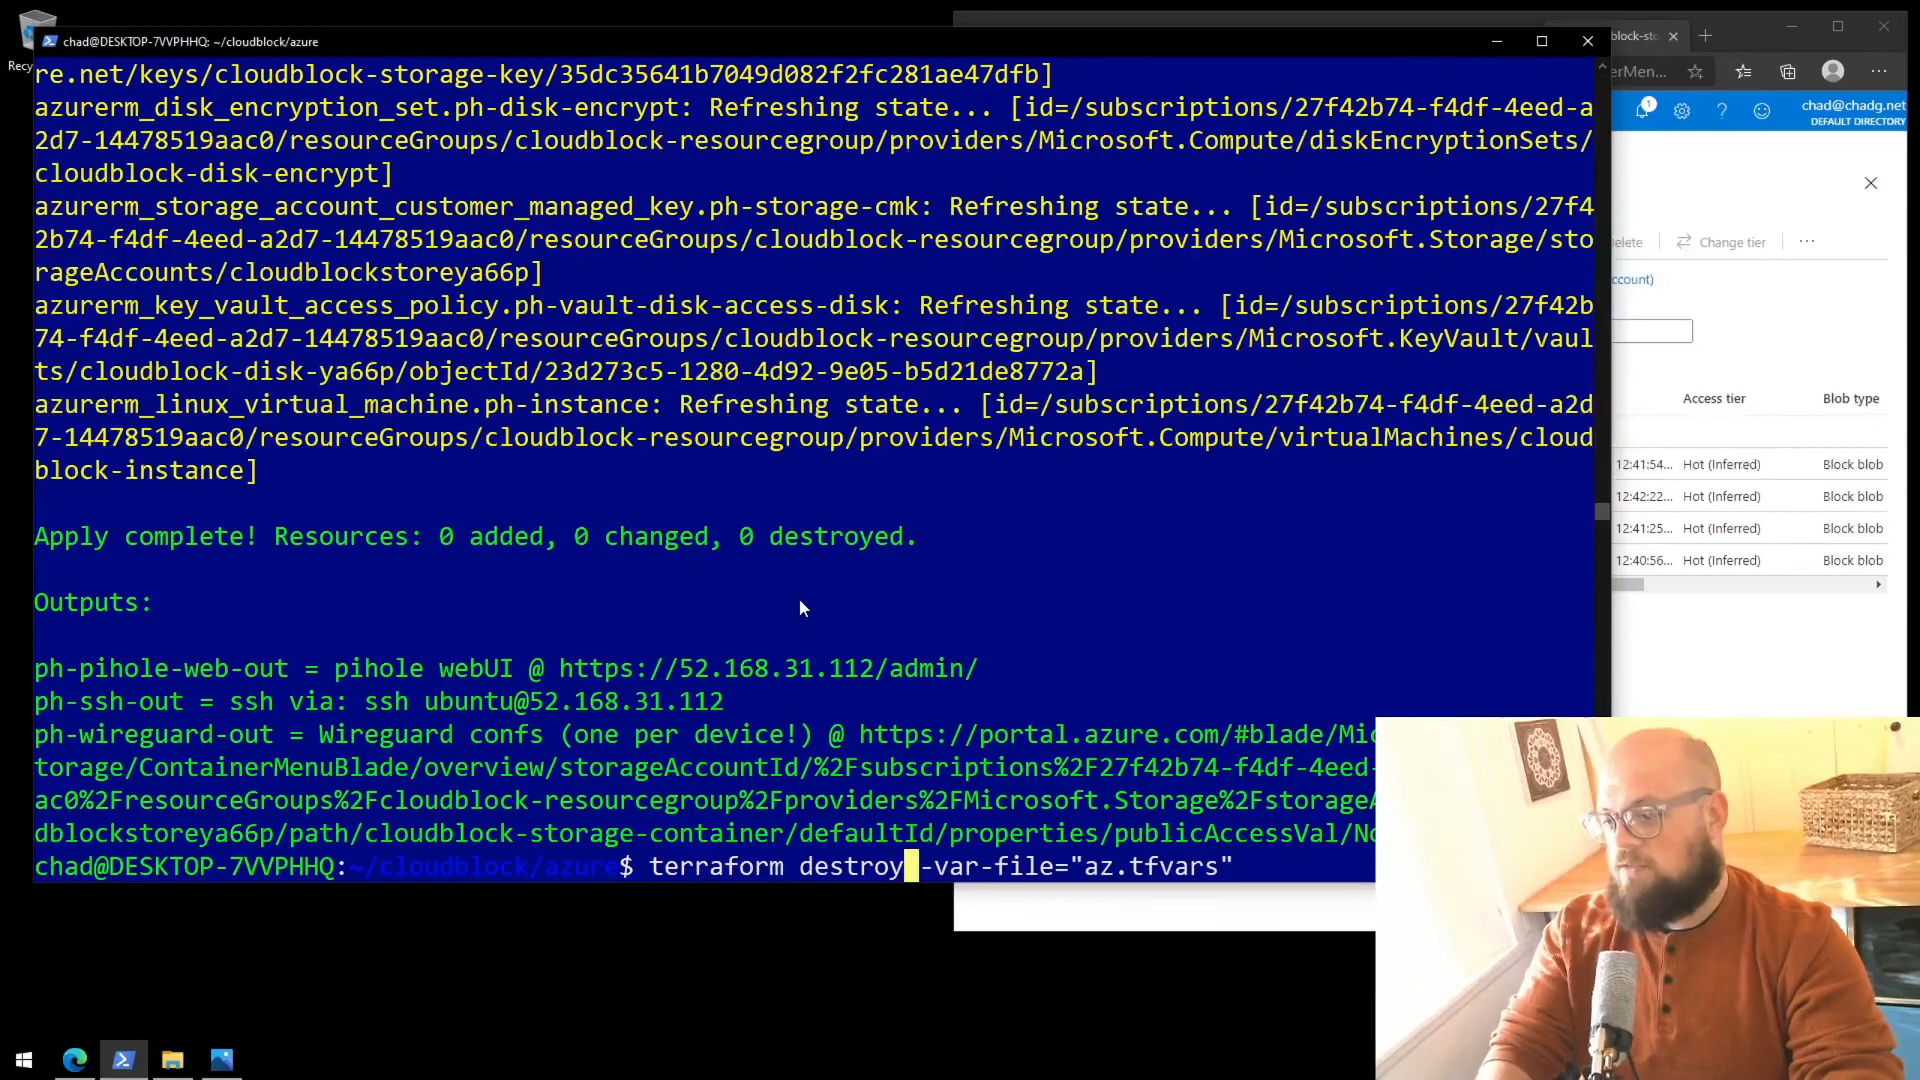 Recy
chad@DESKTOP-7VVPHHQ: ~/cloudblock/azure
block-sto
erMen...
chad@chadg.net
DEFAULT DIRECTORY
1
re.net/keys/cloudblock-storage-key/35dc35641b7049d082f2fc281ae47dfb]
azurerm_disk_encryption_set.ph-disk-encrypt: Refreshing state... [id=/subscriptions/27f42b74-f4df-4eed-a
2d7-14478519aac0/resourceGroups/cloudblock-resourcegroup/providers/Microsoft.Compute/diskEncryptionSets/
cloudblock-disk-encrypt]
azurerm_storage_account_customer_managed_key.ph-storage-cmk: Refreshing state... [id=/subscriptions/27f4
2b74-f4df-4eed-a2d7-14478519aac0/resourceGroups/cloudblock-resourcegroup/providers/Microsoft.Storage/sto
rageAccounts/cloudblockstoreya66p]
azurerm_key_vault_access_policy.ph-vault-disk-access-disk: Refreshing state... [id=/subscriptions/27f42b
74-f4df-4eed-a2d7-14478519aac0/resourceGroups/cloudblock-resourcegroup/providers/Microsoft.KeyVault/vaul
ts/cloudblock-disk-ya66p/objectId/23d273c5-1280-4d92-9e05-b5d21de8772a]
azurerm_linux_virtual_machine.ph-instance: Refreshing state... [id=/subscriptions/27f42b74-f4df-4eed-a2d
7-14478519aac0/resourceGroups/cloudblock-resourcegroup/providers/Microsoft.Compute/virtualMachines/cloud
block-instance]
Apply complete! Resources: 0 added, 0 changed, 0 destroyed.
Outputs:
ph-pihole-web-out = pihole webUI @ https://52.168.31.112/admin/
ph-ssh-out = ssh via: ssh ubuntu@52.168.31.112
ph-wireguard-out = Wireguard confs (one per device!) @ https://portal.azure.com/#blade/Mic
torage/ContainerMenuBlade/overview/storageAccountId/%2Fsubscriptions%2F27f42b74-f4df-4eed-
ac0%2FresourceGroups%2Fcloudblock-resourcegroup%2Fproviders%2FMicrosoft.Storage%2FstorageA
dblockstoreya66p/path/cloudblock-storage-container/defaultId/properties/publicAccessVal/No
chad@DESKTOP-7VVPHHQ:~/cloudblock/azure$ terraform destroy -var-file="az.tfvars"
elete
Change tier
ccount)
Access tier
Blob type
12:41:54... Hot (Inferred) Block blob
12:42:22... Hot (Inferred) Block blob
12:41:25... Hot (Inferred) Block blob
12:40:56... Hot (Inferred) Block blob